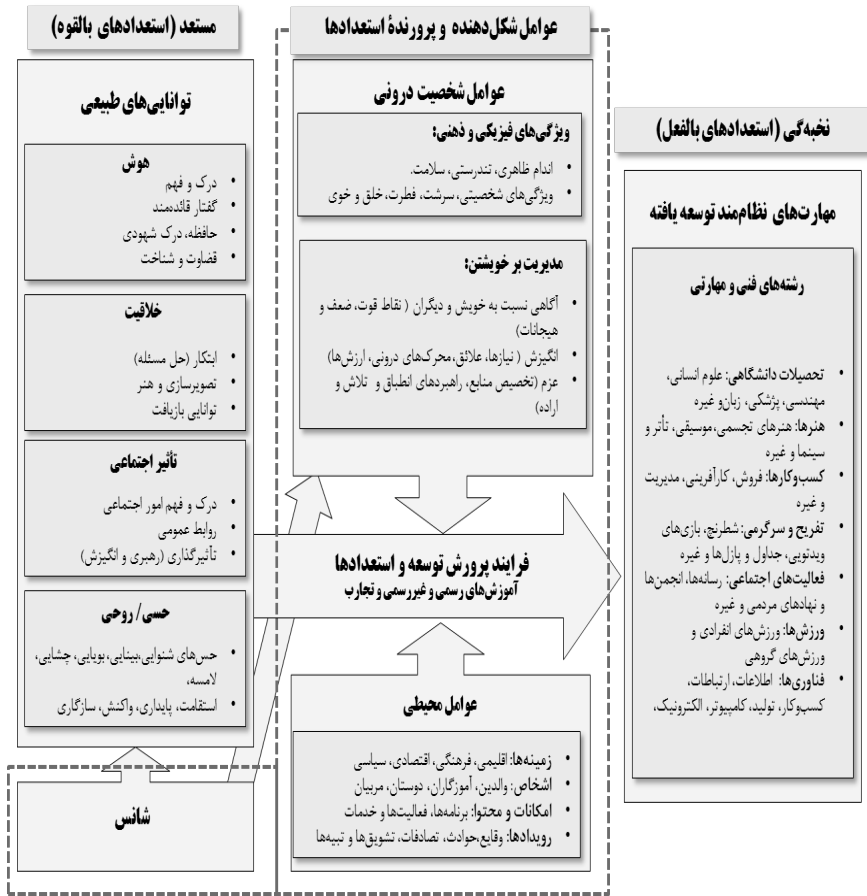 مستعد (استعدادهای بالقوه)
توانایی‌های طبیعی
هوش
• درک و فهم
• گفتار قائده‌مند
• حافظه، درک شهودی
• قضاوت و شناخت
خلاقیت
• ابتکار (حل مسئله)
• تصویرسازی و هنر
• توانایی بازیافت
تأثیر اجتماعی
• درک و فهم امور اجتماعی
• روابط عمومی
• تأثیرگذاری (رهبری و انگیزش)
حسی/ روحی
• حس‌های شنوایی،بینایی، بویایی، چشایی،
لامسه،
• استقامت، پایداری، واکنش، سازگاری
شانس
عوامل شکل‌دهنده و پرورندهٔ استعدادها
عوامل شخصیت درونی
ویژگی‌های فیزیکی و ذهنی:
• اندام ظاهری، تندرستی، سلامت.
• ویژگی‌های شخصیتی، سرشت، فطرت، خلق و خوی
مدیریت بر خویشتن:
• آگاهی نسبت به خویش و دیگران ( نقاط قوت، ضعف و
هیجانات)
• انگیزش ( نیازها، علائق،محرک‌های درونی، ارزش‌ها)
• عزم (تخصیص منابع، راهبردهای انطباق و تلاش و
اراده)
فرایند پرورش توسعه و استعدادها
آموزش‌های رسمی و غیررسمی و تجارب
عوامل محیطی
• زمینه‌ها: اقلیمی، فرهنگی، اقتصادی، سیاسی
• اشخاص: والدین، آموزگاران، دوستان، مربیان
• امکانات و محتوا: برنامه‌ها، فعالیت‌ها و خدمات
• رویدادها: وقایع،حوادث، تصادفات، تشویق‌ها و تبیه‌ها
نخبه‌گی (استعدادهای بالفعل)
مهارت‌های نظام‌مند توسعه یافته
رشته‌های فنی و مهارتی
• تحصیلات دانشگاهی: علوم انسانی،
مهندسی، پزشکی، زبان‌و غیره
• هنرها: هنرهای تجسمی،موسیقی، تأتر و
سینما و غیره
• کسب‌وکارها: فروش، کارآفرینی، مدیریت
و غیره
• تفریح و سرگرمی: شطرنج، بازی‌های
ویدئویی، جداول و پازل‌ها و غیره
• فعالیت‌های اجتماعی: رسانه‌ها، انجمن‌ها
و نهادهای مردمی و غیره
• ورزش‌ها: ورزش‌های انفرادی و
ورزش‌های گروهی
• فناوری‌ها: اطلاعات، ارتباطات،
کسب‌وکار، تولید، کامپیوتر، الکترونیک،